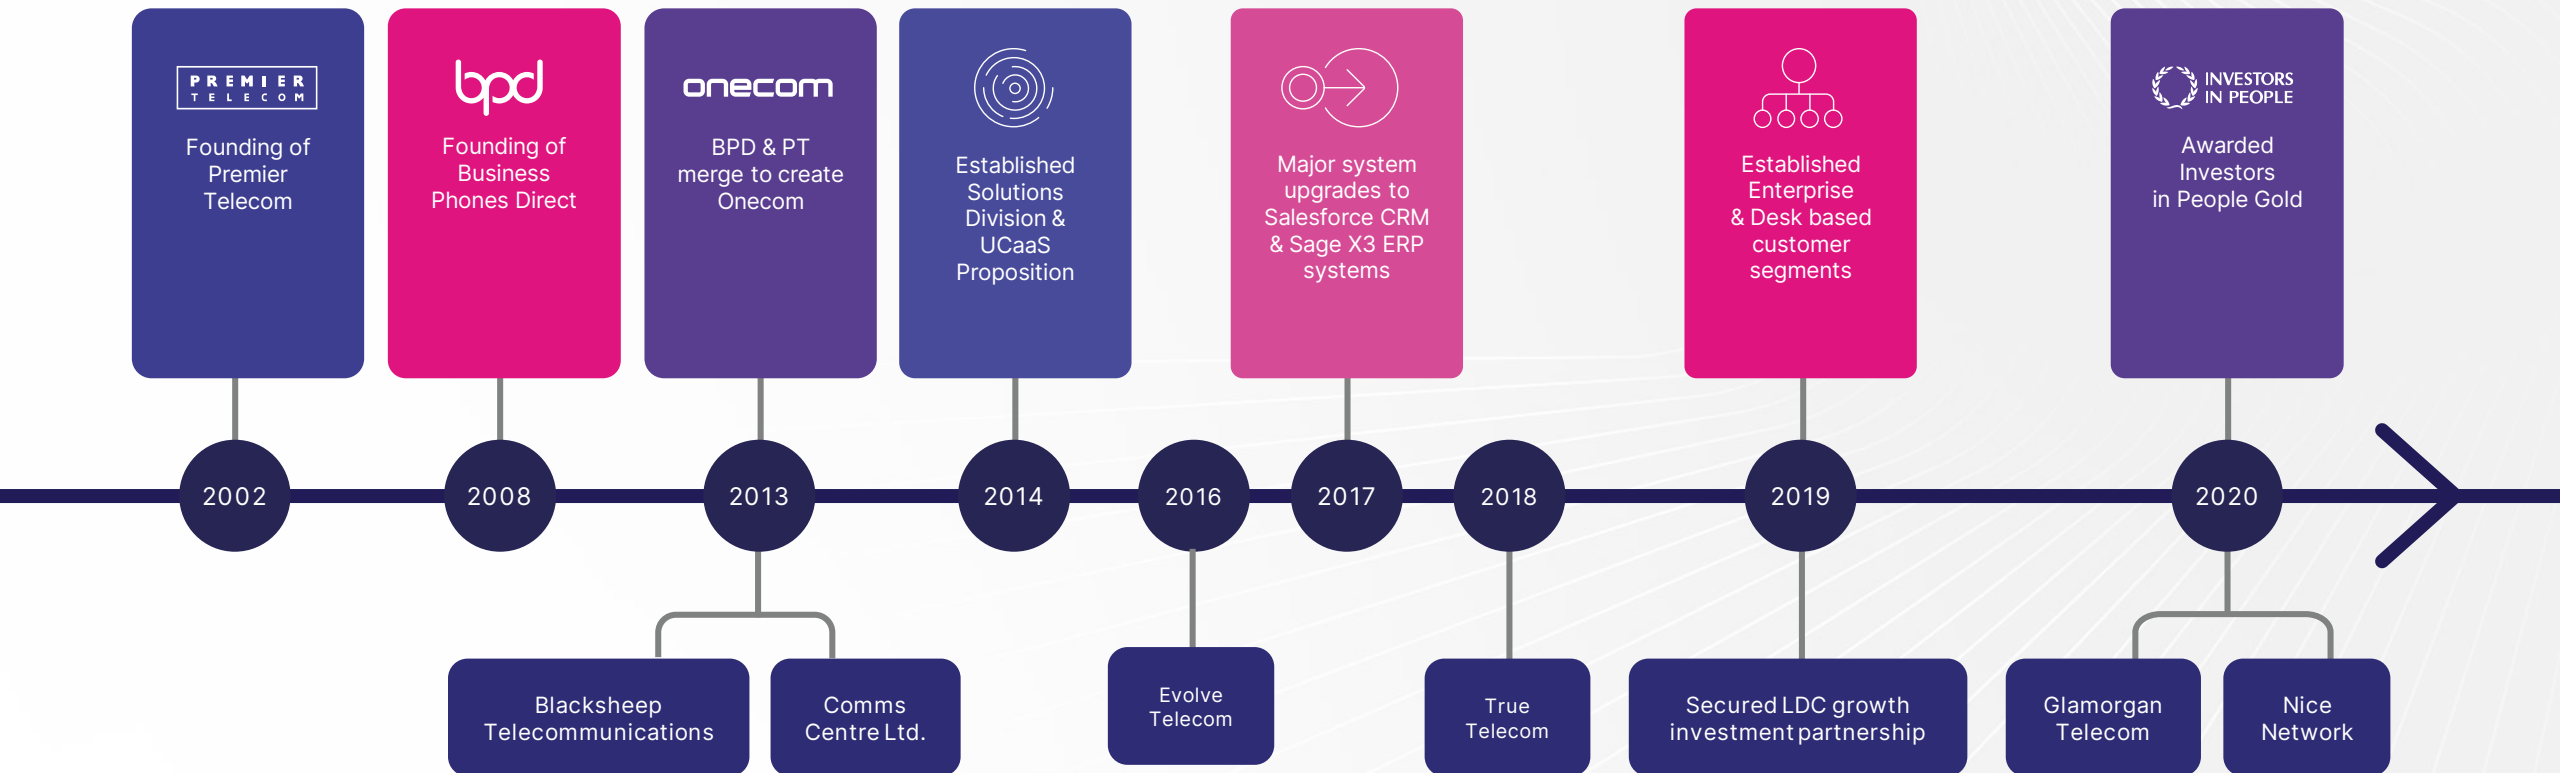 PREMIER
TELECOM
Founding of
Premier
Telecom
bpd
Founding of
Business
Phones Direct
onecom
BPD & PT
merge to create
Onecom
Established
Solutions
Division &
UCaaS
Proposition
Major system
upgrades to
Salesforce CRM
& Sage X3 ERP
systems
Established
Enterprise
& Desk based
customer
segments
INVESTORS
IN PEOPLE
Awarded
Investors
in People Gold
2002
2008
2013
2014
2016
2017
2018
2019
2020
Blacksheep
Telecommunications
Comms
Centre Ltd.
Evolve
Telecom
True
Telecom
Secured LDC growth
investment partnership
Glamorgan
Telecom
Nice
Network